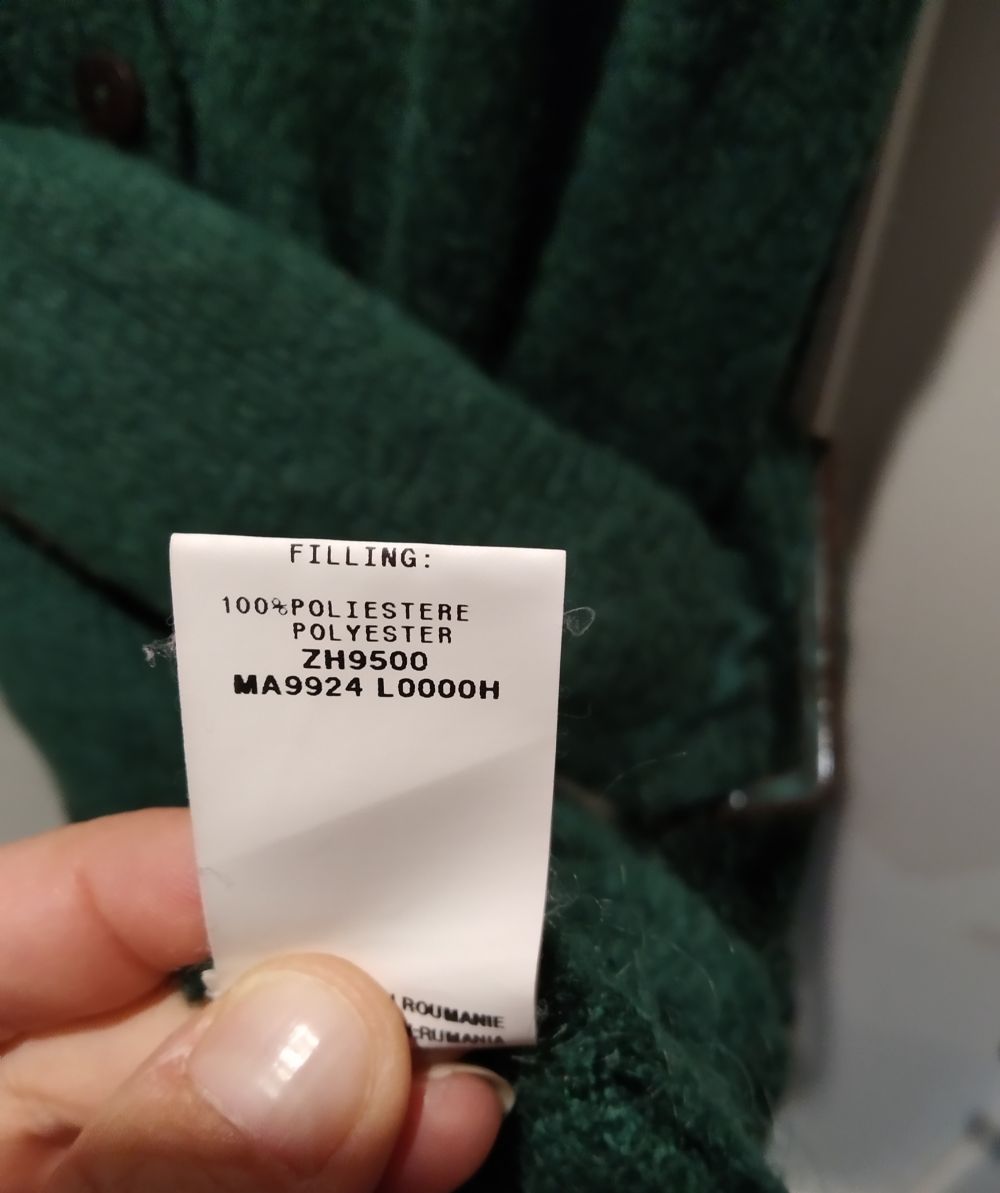 FILLING:
100%POLIESTERE
POLYESTER
ZH9500
MA9924 L0000H
ROUMANIE
RUMANIA